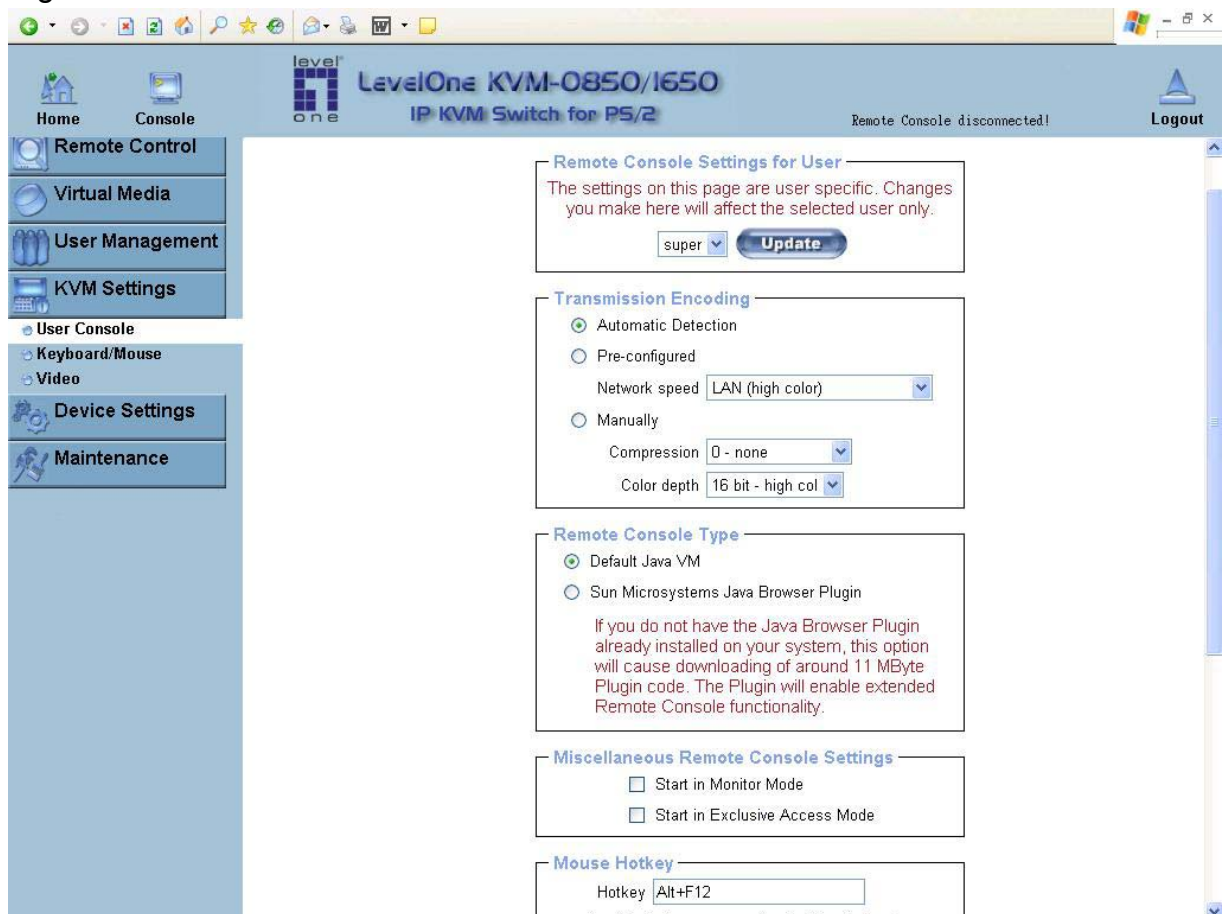 level
one
LevelOne KVM-0850/1650
IP KVM Switch for PS/2
Home
Console
Remote Console disconnected!
Logout
Remote Control
Virtual Media
User Management
KVM Settings
User Console
Keyboard/Mouse
Video
Device Settings
Maintenance
Remote Console Settings for User
The settings on this page are user specific. Changes
you make here will affect the selected user only.
super
Update
Transmission Encoding
Automatic Detection
Pre-configured
Network speed LAN (high color)
Manually
Compression 0 - none
Color depth 16 bit - high col
Remote Console Type
Default Java VM
Sun Microsystems Java Browser Plugin
If you do not have the Java Browser Plugin
already installed on your system, this option
will cause downloading of around 11 MByte
Plugin code. The Plugin will enable extended
Remote Console functionality.
Miscellaneous Remote Console Settings
Start in Monitor Mode
Start in Exclusive Access Mode
Mouse Hotkey
Hotkey Alt+F12